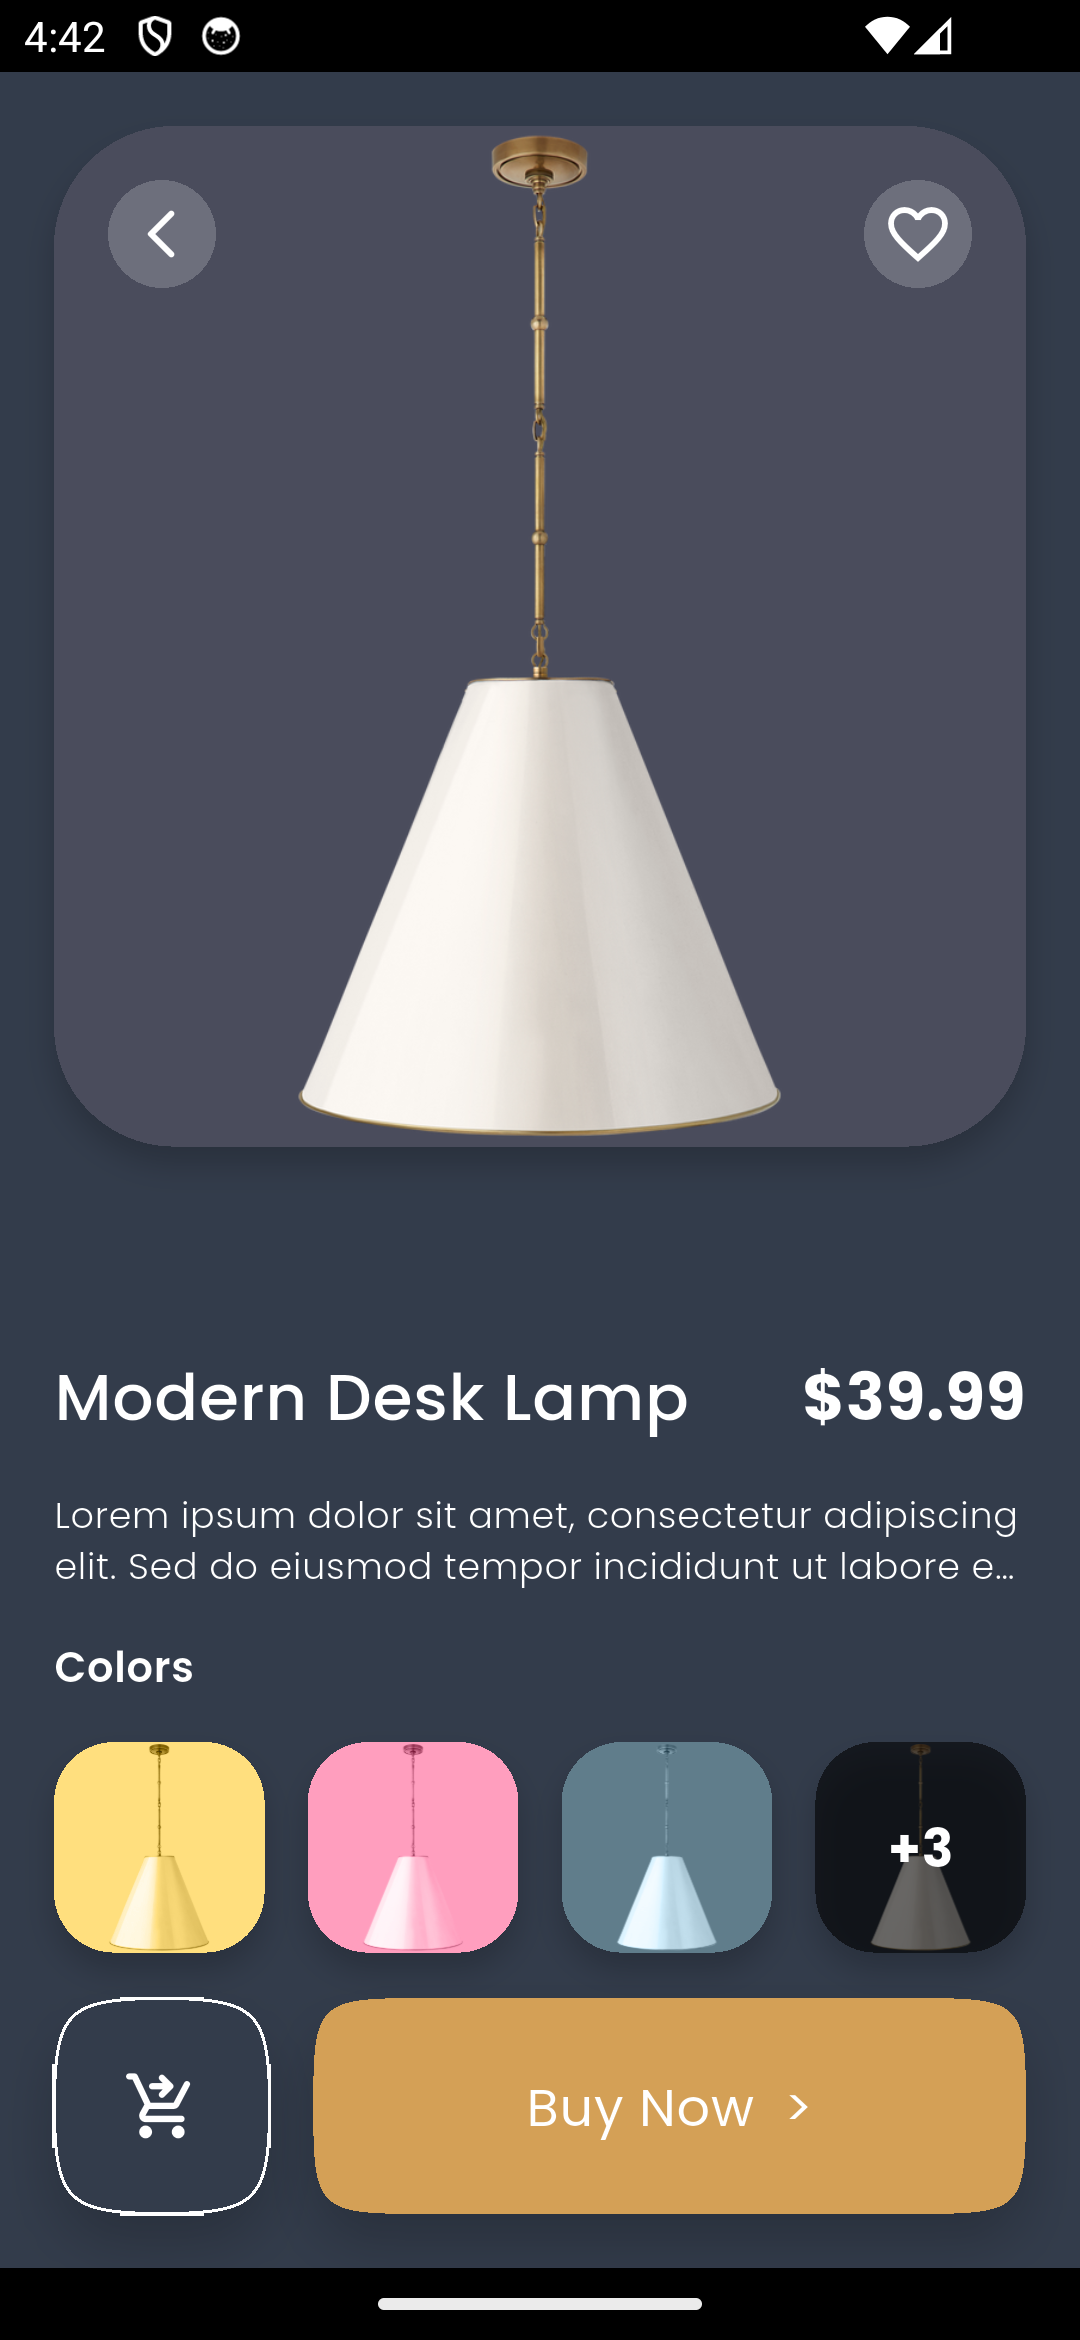 4:42
Modern Desk Lamp
$39.99
Lorem ipsum dolor sit amet, consectetur adipiscing
elit. Sed do eiusmod tempor incididunt ut labore e...
Colors
+3
Buy Now >